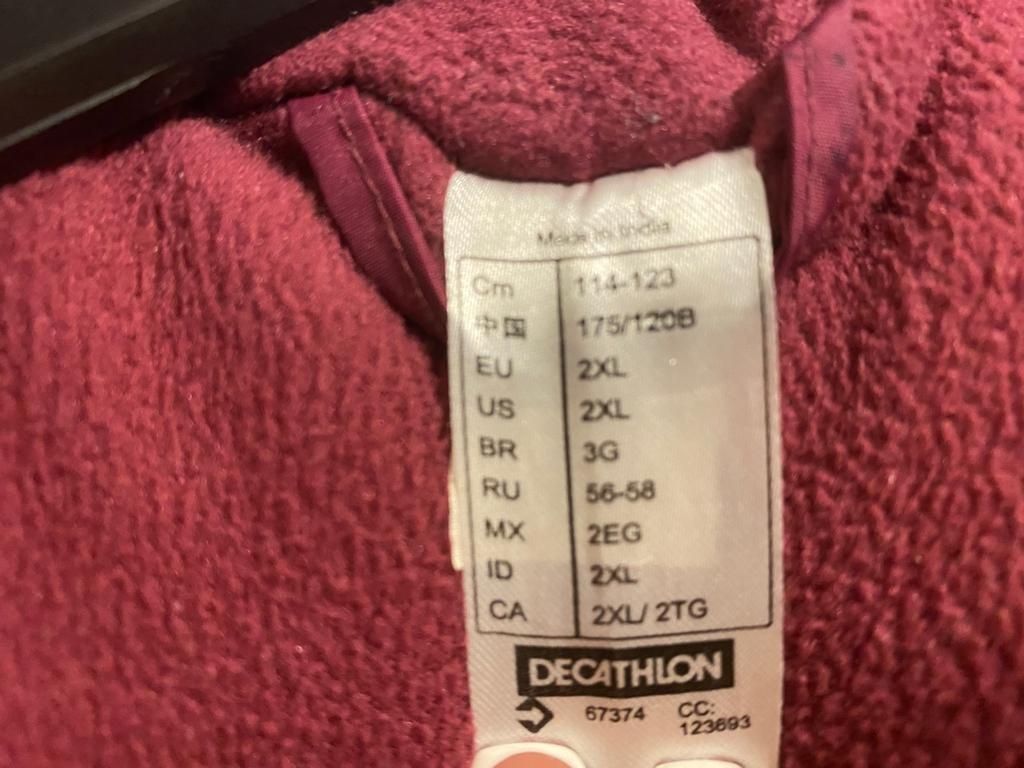 Made in India
Cm 114-123
中国 175/120B
EU 2XL
US 2XL
BR 3G
RU 56-58
MX 2EG
ID 2XL
CA 2XL/ 2TG
DECATHLON
67374 CC:
123693